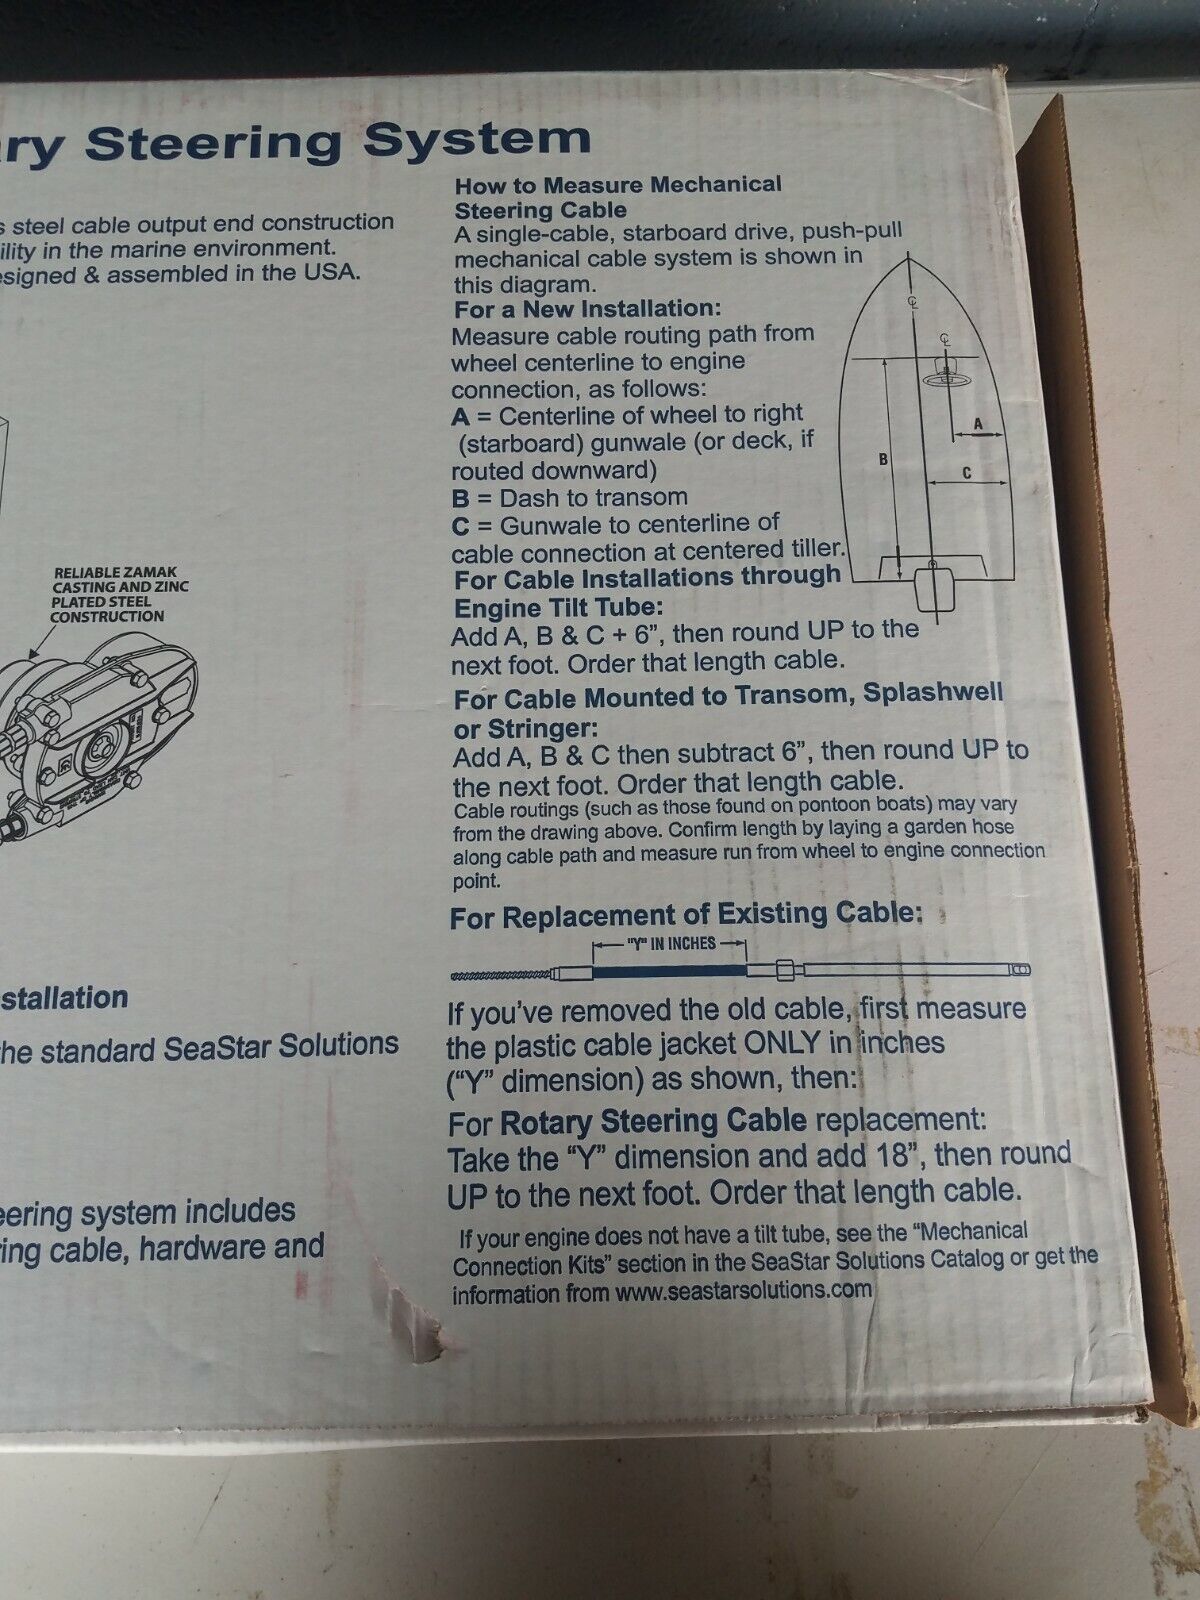 ry Steering System
s steel cable output end construction
ility in the marine environment.
esigned & assembled in the USA.
RELIABLE ZAMAK
CASTING AND ZINC
PLATED STEEL
CONSTRUCTION
stallation
he standard SeaStar Solutions
eering system includes
ing cable, hardware and
How to Measure Mechanical
Steering Cable
A single-cable, starboard drive, push-pull
mechanical cable system is shown in
this diagram.
For a New Installation:
Measure cable routing path from
wheel centerline to engine
connection, as follows:
A = Centerline of wheel to right
(starboard) gunwale (or deck, if
routed downward)
B = Dash to transom
C = Gunwale to centerline of
cable connection at centered tiller.
℄
℄
A
B
C
For Cable Installations through
Engine Tilt Tube:
Add A, B & C + 6”, then round UP to the
next foot. Order that length cable.
For Cable Mounted to Transom, Splashwell
or Stringer:
Add A, B & C then subtract 6”, then round UP to
the next foot. Order that length cable.
Cable routings (such as those found on pontoon boats) may vary
from the drawing above. Confirm length by laying a garden hose
along cable path and measure run from wheel to engine connection
point.
For Replacement of Existing Cable:
"Y" IN INCHES
If you’ve removed the old cable, first measure
the plastic cable jacket ONLY in inches
(“Y” dimension) as shown, then:
For Rotary Steering Cable replacement:
Take the “Y” dimension and add 18”, then round
UP to the next foot. Order that length cable.
If your engine does not have a tilt tube, see the “Mechanical
Connection Kits” section in the SeaStar Solutions Catalog or get the
information from www.seastarsolutions.com